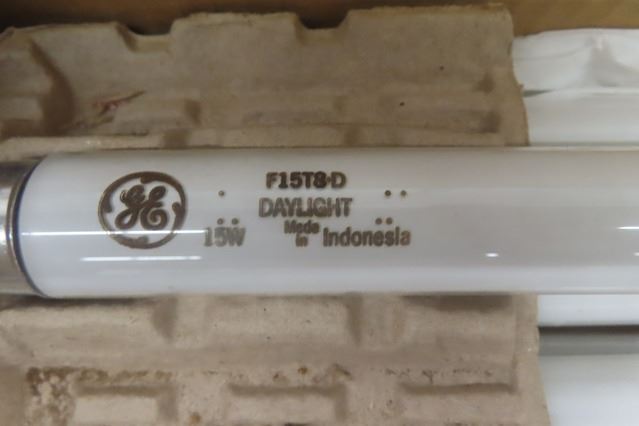 GE
F15T8·D
DAYLIGHT
15W Made in Indonesia